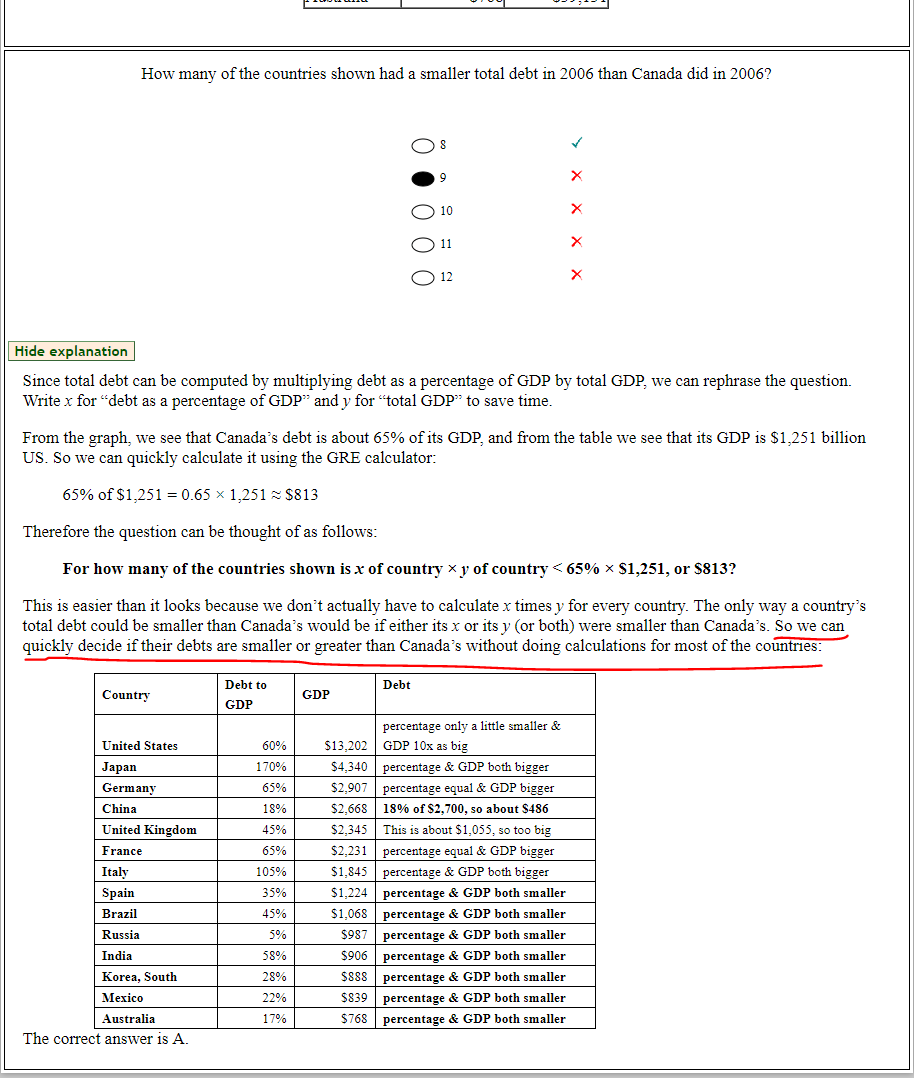 How many of the countries shown had a smaller total debt in 2006 than Canada did in 2006?
8 ✓
9 ×
10 ×
11 ×
12 ×
Hide explanation
Since total debt can be computed by multiplying debt as a percentage of GDP by total GDP, we can rephrase the question.
Write x for “debt as a percentage of GDP” and y for “total GDP” to save time.
From the graph, we see that Canada’s debt is about 65% of its GDP, and from the table we see that its GDP is $1,251 billion
US. So we can quickly calculate it using the GRE calculator:
65% of $1,251 = 0.65 × 1,251 ≈ $813
Therefore the question can be thought of as follows:
For how many of the countries shown is x of country × y of country < 65% × $1,251, or $813?
This is easier than it looks because we don’t actually have to calculate x times y for every country. The only way a country’s
total debt could be smaller than Canada’s would be if either its x or its y (or both) were smaller than Canada’s. So we can
quickly decide if their debts are smaller or greater than Canada’s without doing calculations for most of the countries:
Country Debt to GDP GDP Debt
United States 60% $13,202 percentage only a little smaller & GDP 10x as big
Japan 170% $4,340 percentage & GDP both bigger
Germany 65% $2,907 percentage equal & GDP bigger
China 18% $2,668 18% of $2,700, so about $486
United Kingdom 45% $2,345 This is about $1,055, so too big
France 65% $2,231 percentage equal & GDP bigger
Italy 105% $1,845 percentage & GDP both bigger
Spain 35% $1,224 percentage & GDP both smaller
Brazil 45% $1,068 percentage & GDP both smaller
Russia 5% $987 percentage & GDP both smaller
India 58% $906 percentage & GDP both smaller
Korea, South 28% $888 percentage & GDP both smaller
Mexico 22% $839 percentage & GDP both smaller
Australia 17% $768 percentage & GDP both smaller
The correct answer is A.